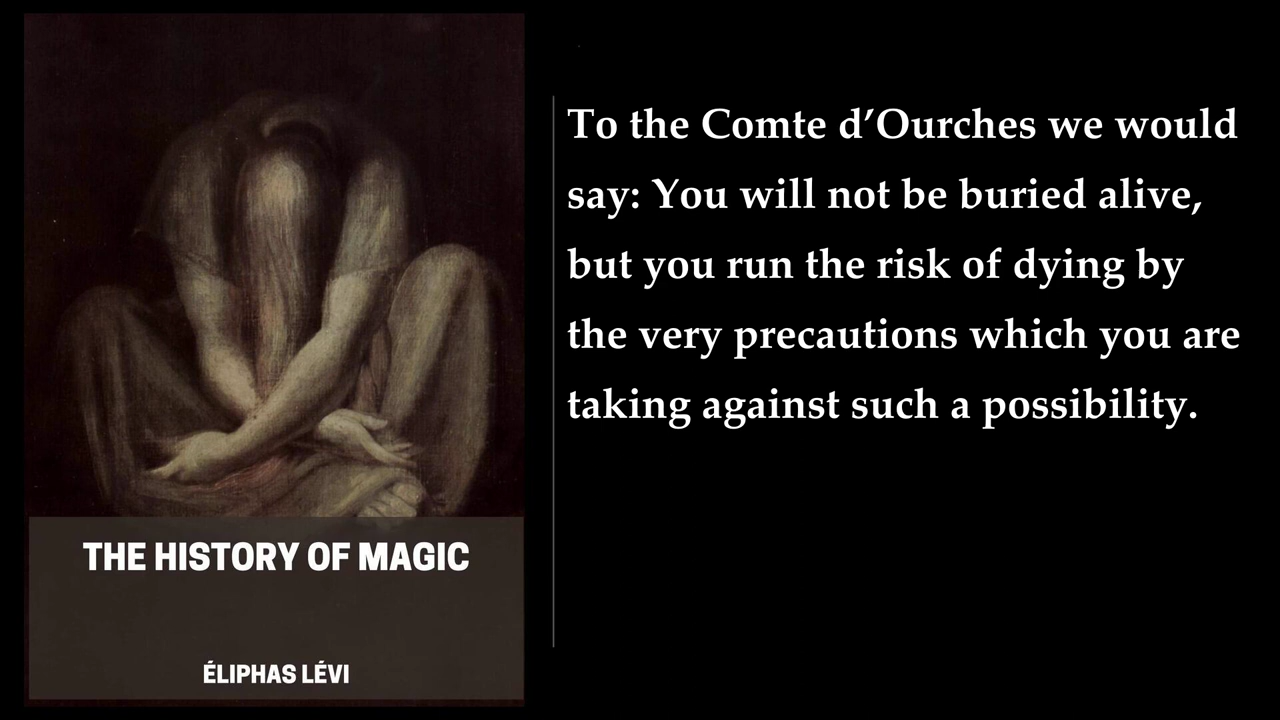 THE HISTORY OF MAGIC
ÉLIPHAS LÉVI
To the Comte d’Ourches we would
say: You will not be buried alive,
but you run the risk of dying by
the very precautions which you are
taking against such a possibility.